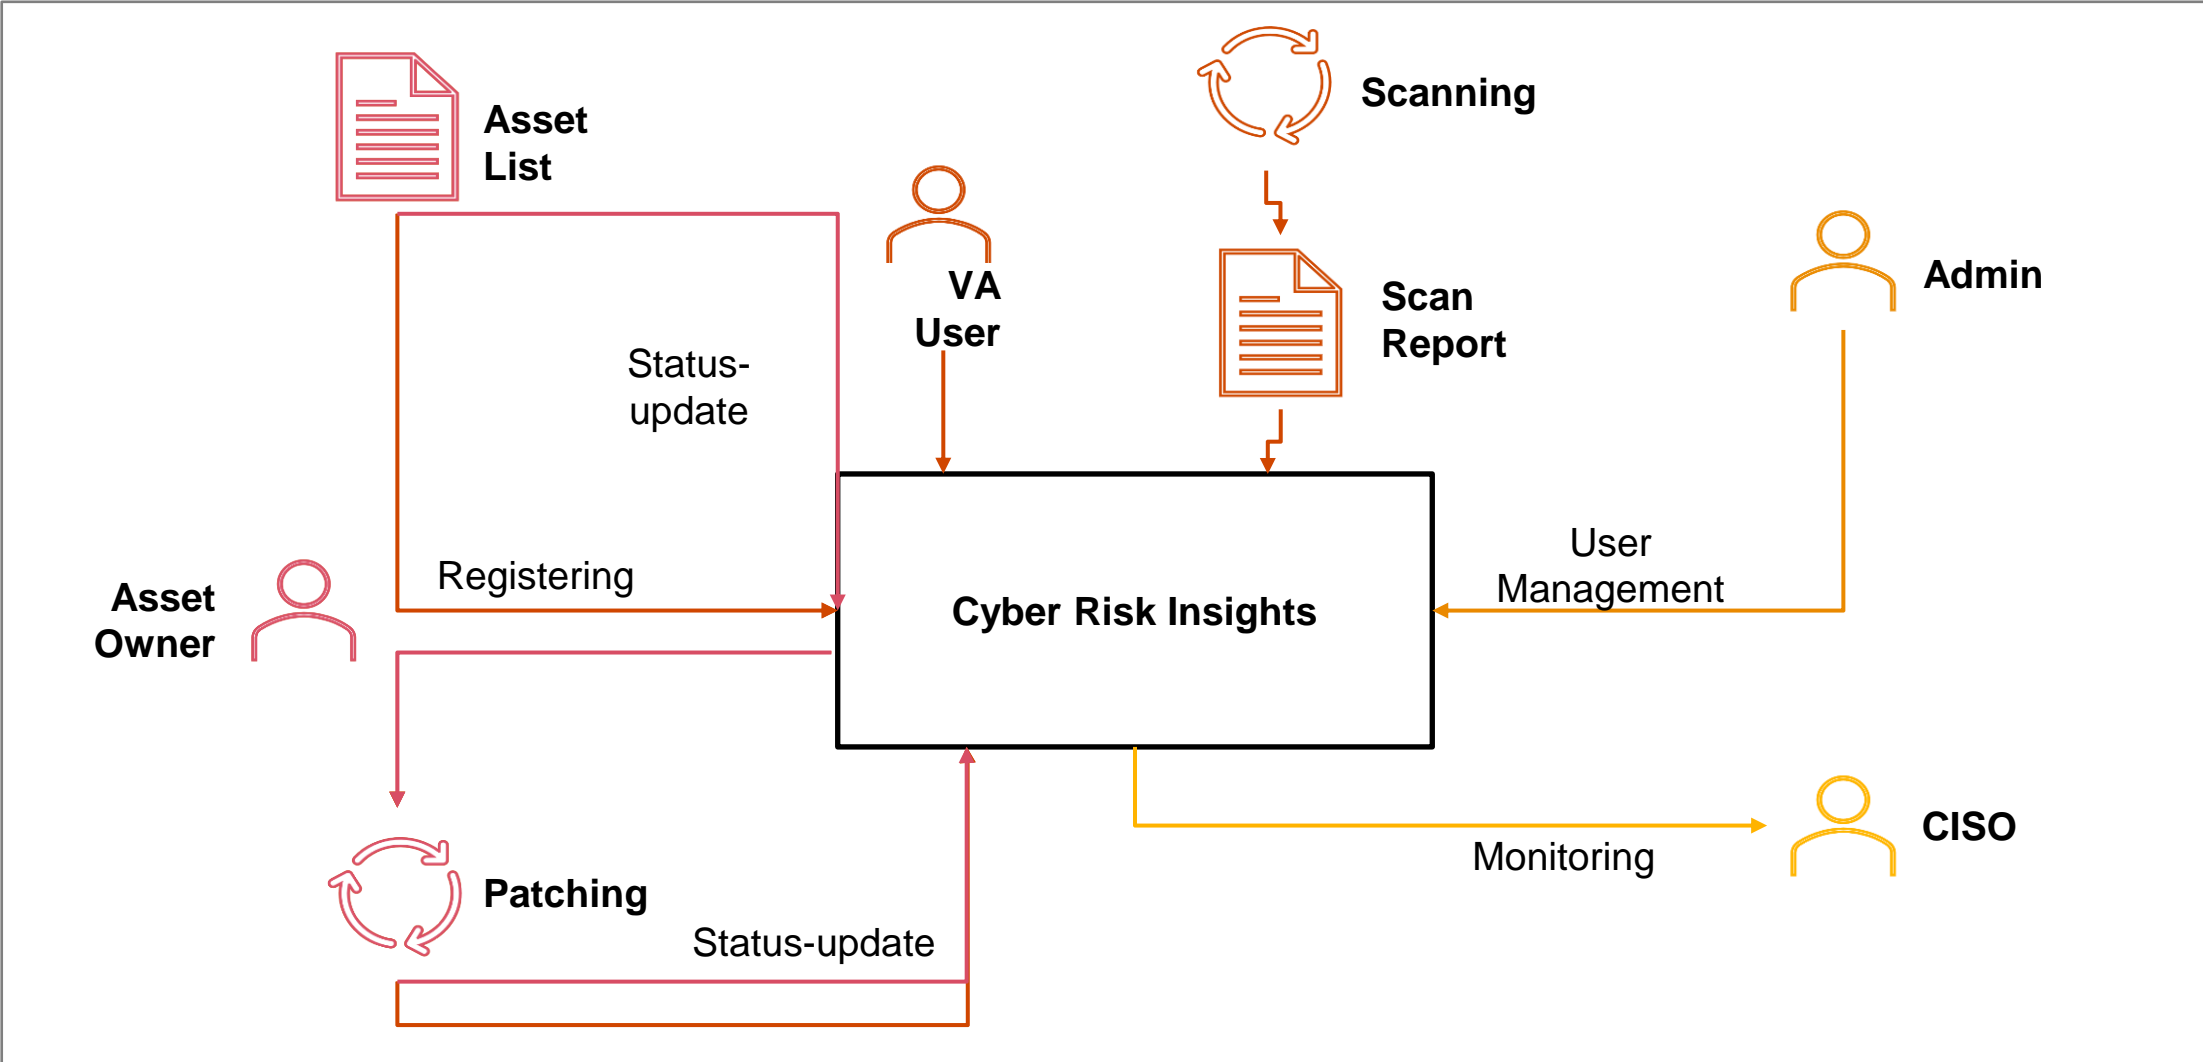 Asset
List
Scanning
VA
User
Scan
Report
Admin
Status-
update
Registering
User
Management
Asset
Owner
Cyber Risk Insights
Patching
Status-update
Monitoring
CISO